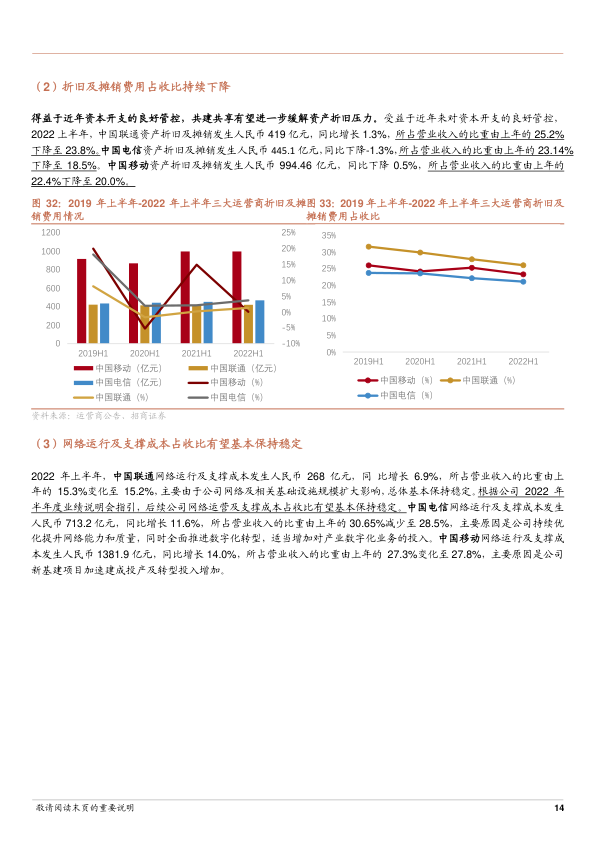 （2）折旧及摊销费用占收比持续下降
得益于近年资本开支的良好管控，共建共享有望进一步缓解资产折旧压力。受益于近年来对资本开支的良好管控，
2022 上半年，中国联通资产折旧及摊销发生人民币 419 亿元，同比增长 1.3%，所占营业收入的比重由上年的 25.2%
下降至 23.8%。中国电信资产折旧及摊销发生人民币 445.1 亿元，同比下降-1.3%，所占营业收入的比重由上年的 23.14%
下降至 18.5%。中国移动资产折旧及摊销发生人民币 994.46 亿元，同比下降 0.5%，所占营业收入的比重由上年的
22.4%下降至 20.0%。
图 32：2019 年上半年-2022 年上半年三大运营商折旧及摊
销费用情况
图 33：2019 年上半年-2022 年上半年三大运营商折旧及
摊销费用占收比
1200
1000
800
600
400
200
0
25%
20%
15%
10%
5%
0%
-5%
-10%
2019H1 2020H1 2021H1 2022H1
中国移动（亿元） 中国联通（亿元）
中国电信（亿元） 中国移动（%）
中国联通（%） 中国电信（%）
35%
30%
25%
20%
15%
10%
5%
0%
2019H1 2020H1 2021H1 2022H1
中国移动（%） 中国联通（%）
中国电信（%）
资料来源：运营商公告、招商证券
（3）网络运行及支撑成本占收比有望基本保持稳定
2022 年上半年，中国联通网络运行及支撑成本发生人民币 268 亿元，同 比增长 6.9%，所占营业收入的比重由上
年的 15.3%变化至 15.2%，主要由于公司网络及相关基础设施规模扩大影响，总体基本保持稳定。根据公司 2022 年
半年度业绩说明会指引，后续公司网络运营及支撑成本占收比有望基本保持稳定。中国电信网络运行及支撑成本发生
人民币 713.2 亿元，同比增长 11.6%，所占营业收入的比重由上年的 30.65%减少至 28.5%，主要原因是公司持续优
化提升网络能力和质量，同时全面推进数字化转型，适当增加对产业数字化业务的投入。中国移动网络运行及支撑成
本发生人民币 1381.9 亿元，同比增长 14.0%，所占营业收入的比重由上年的 27.3%变化至 27.8%，主要原因是公司
新基建项目加速建成投产及转型投入增加。
敬请阅读末页的重要说明
14